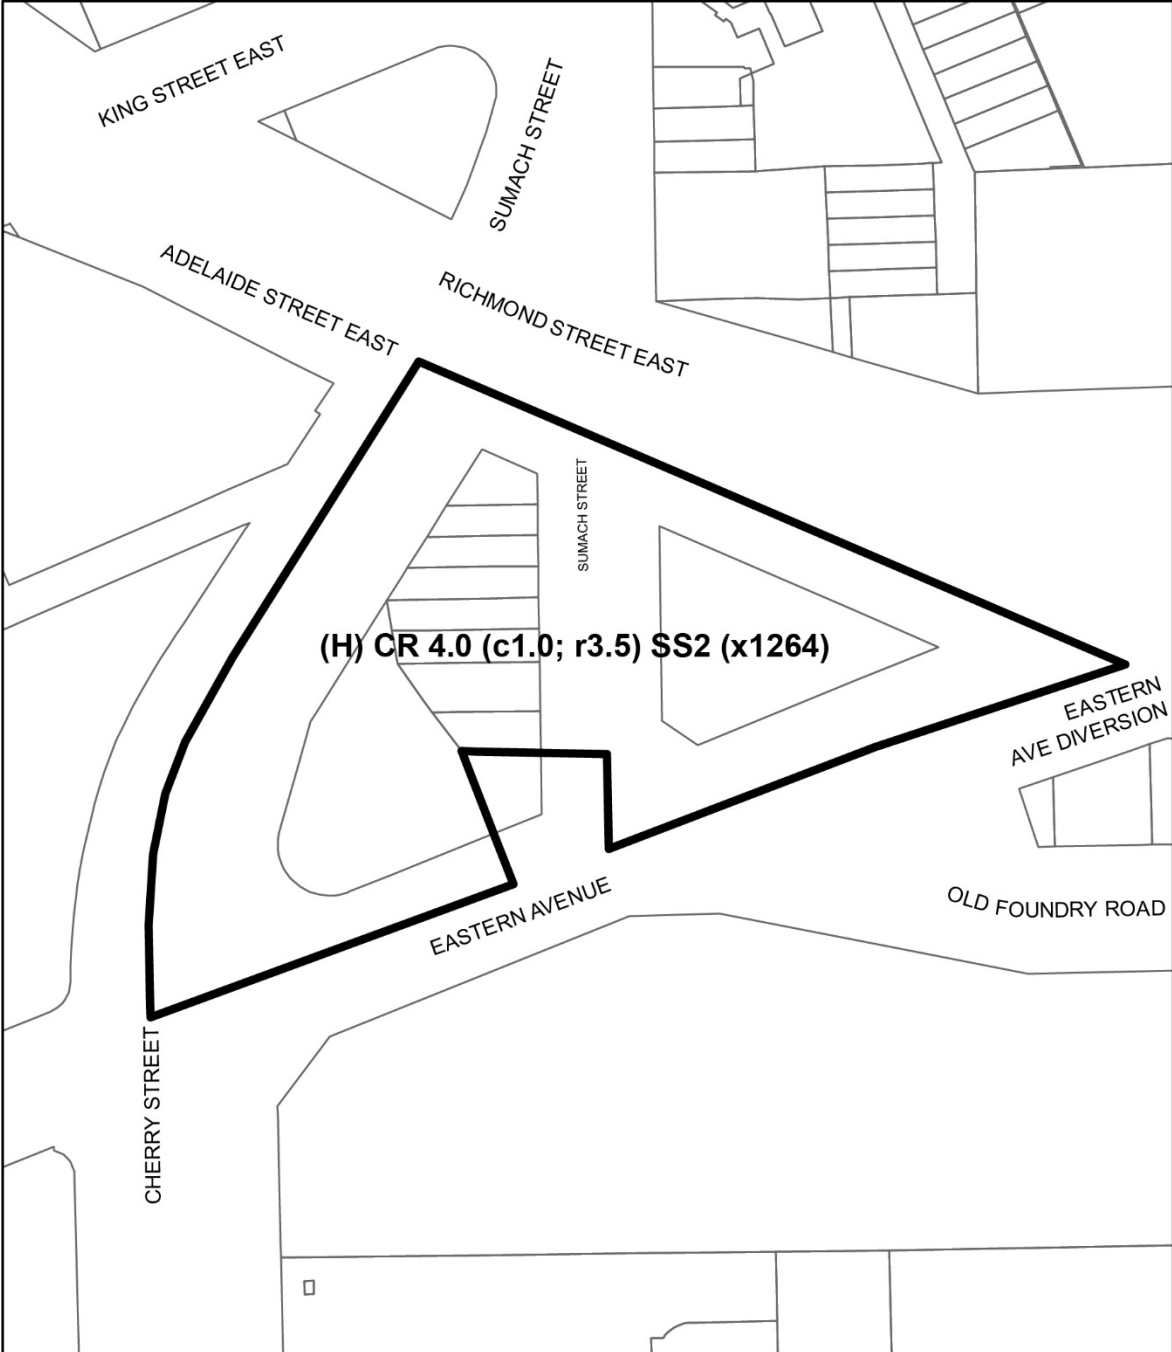 KING STREET EAST
SUMACH STREET
ADELAIDE STREET EAST
RICHMOND STREET EAST
SUMACH STREET
(H) CR 4.0 (c1.0; r3.5) SS2 (x1264)
EASTERN
AVE DIVERSION
EASTERN AVENUE
OLD FOUNDRY ROAD
CHERRY STREET